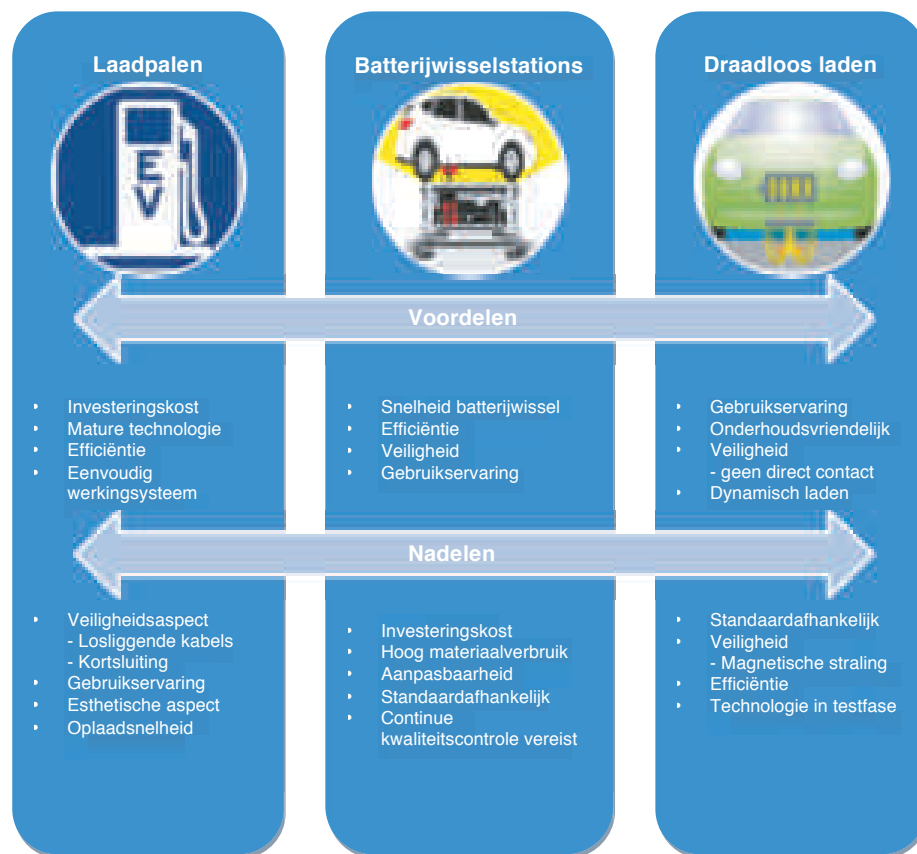 Laadpalen
EV
• Investeringskost
• Mature technologie
• Efficiëntie
• Eenvoudig
werkingsysteem
• Veiligheidsaspect
- Losliggende kabels
- Kortsluiting
• Gebruikservaring
• Esthetische aspect
• Oplaadsnelheid
Batterijwisselstations
Voordelen
• Snelheid batterijwissel
• Efficiëntie
• Veiligheid
• Gebruikservaring
Nadelen
• Investeringskost
• Hoog materiaalverbruik
• Aanpasbaarheid
• Standaardafhankelijk
• Continue
kwaliteitscontrole vereist
Draadloos laden
• Gebruikservaring
• Onderhoudsvriendelijk
• Veiligheid
- geen direct contact
• Dynamisch laden
• Standaardafhankelijk
• Veiligheid
- Magnetische straling
• Efficiëntie
• Technologie in testfase